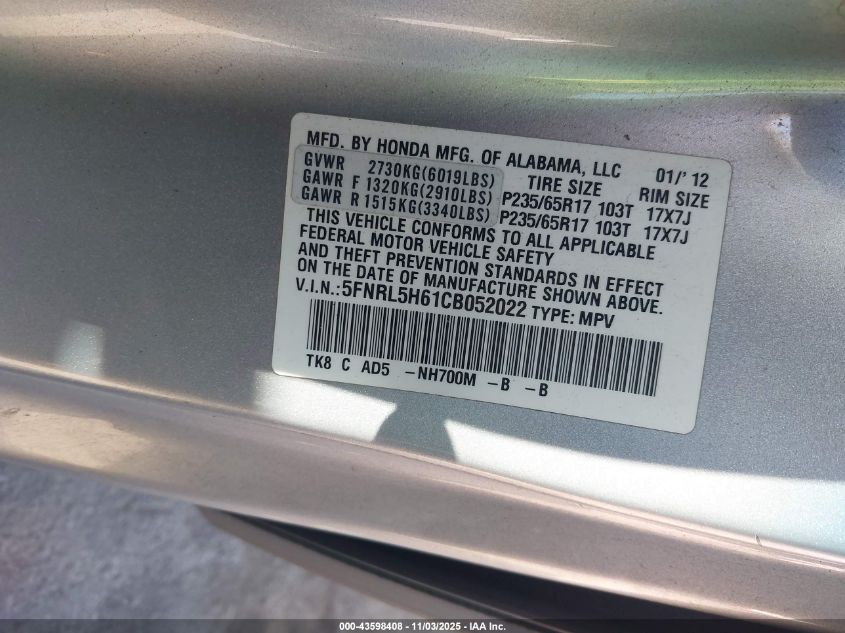 MFD. BY HONDA MFG. OF ALABAMA, LLC 01/'12
GVWR 2730KG(6019LBS) TIRE SIZE RIM SIZE
GAWR F 1320KG(2910LBS) P235/65R17 103T 17X7J
GAWR R 1515KG(3340LBS) P235/65R17 103T 17X7J
THIS VEHICLE CONFORMS TO ALL APPLICABLE
FEDERAL MOTOR VEHICLE SAFETY
AND THEFT PREVENTION STANDARDS IN EFFECT
ON THE DATE OF MANUFACTURE SHOWN ABOVE.
V.I.N.:5FNRL5H61CB052022 TYPE: MPV
TK8 C AD5 -NH700M -B -B
000-43598408 - 11/03/2025 - IAA Inc.